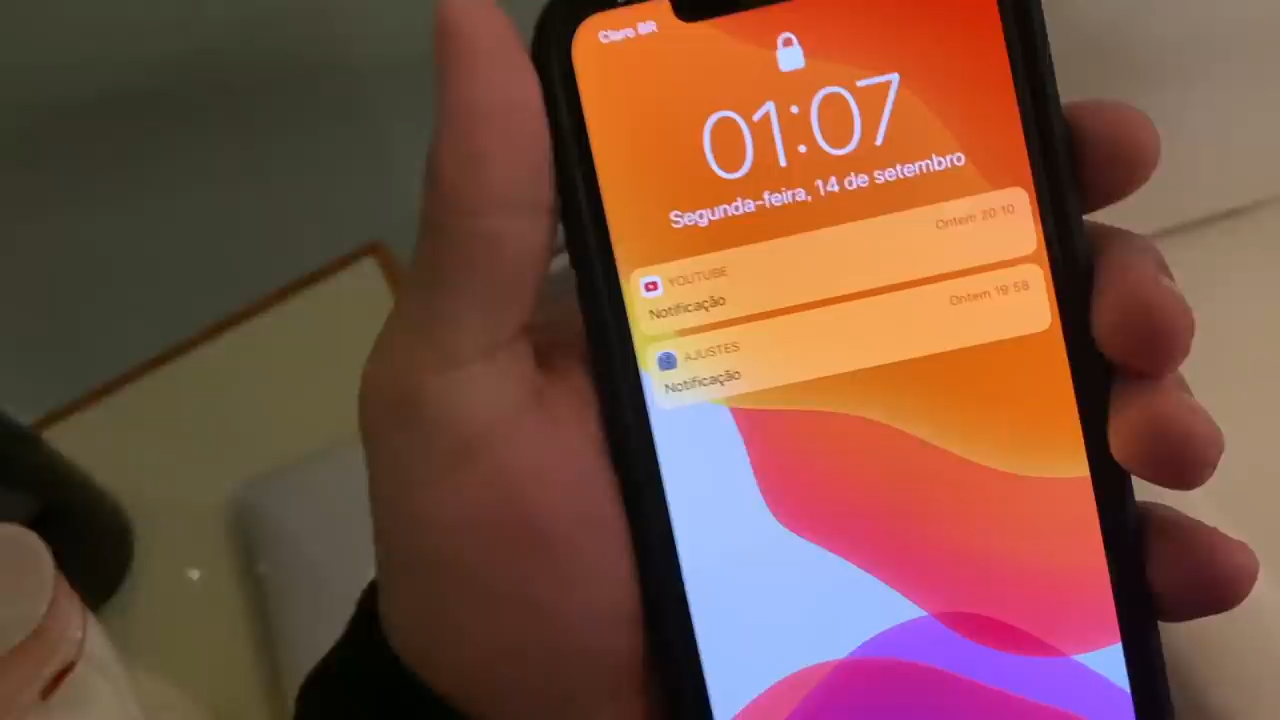 Claro BR
01:07
Segunda-feira, 14 de setembro
YOUTUBE
Ontem 20:10
Notificação
AJUSTES
Ontem 19:58
Notificação